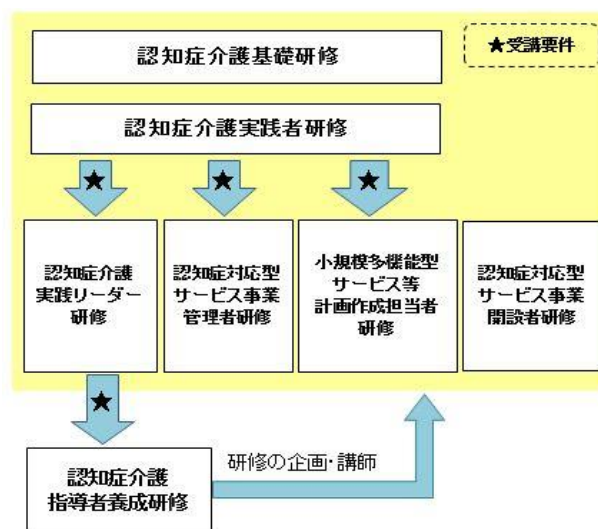 認知症介護基礎研修
★受講要件
認知症介護実践者研修
★
★
★
認知症介護
実践リーダー
研修
認知症対応型
サービス事業
管理者研修
小規模多機能型
サービス等
計画作成担当者
研修
認知症対応型
サービス事業
開設者研修
★
認知症介護
指導者養成研修
研修の企画・講師